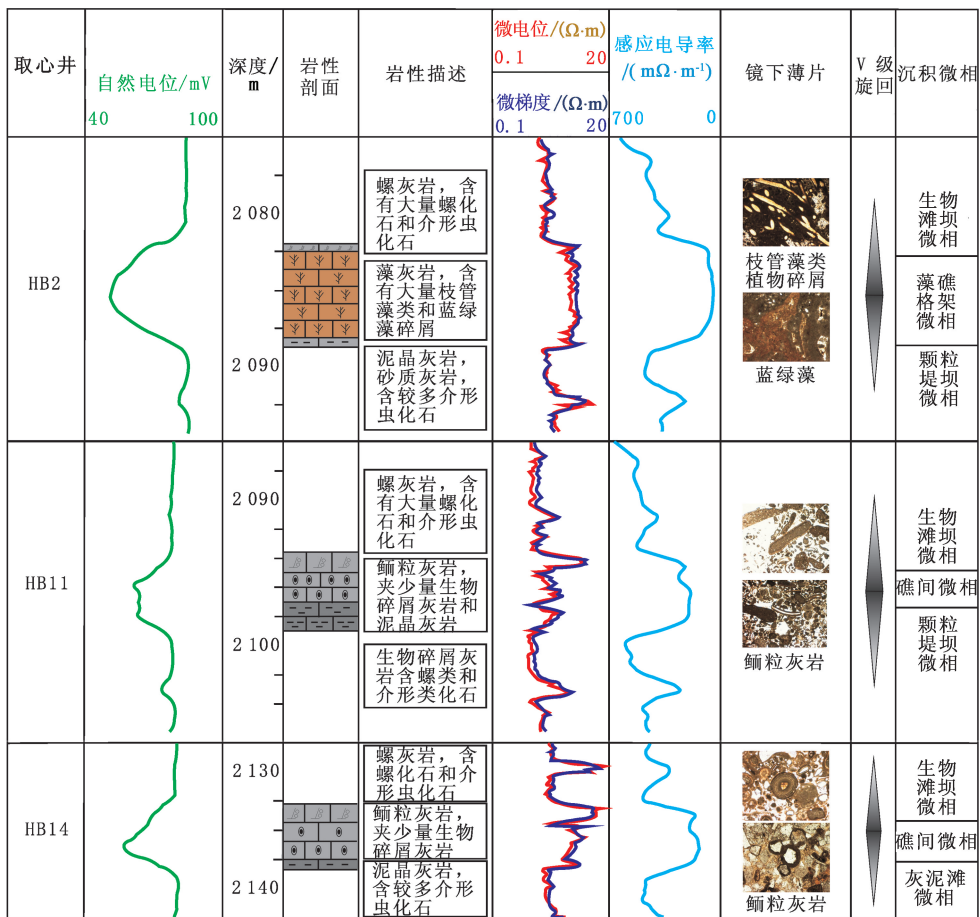 取心井
自然电位/mV
40 100
深度/
m
岩性
剖面
岩性描述
微电位/(Ω·m)
0.1 20
微梯度/(Ω·m)
0.1 20
感应电导率
/(mΩ·m⁻¹)
700 0
镜下薄片
V 级
旋回
沉积微相
HB2
2 080
2 090
螺灰岩，含
有大量螺化
石和介形虫
化石
藻灰岩，含
有大量枝管
藻类和蓝绿
藻碎屑
泥晶灰岩，
砂质灰岩，
含较多介形
虫化石
枝管藻类
植物碎屑
蓝绿藻
生物
滩坝
微相
藻礁
格架
微相
颗粒
堤坝
微相
HB11
2 090
2 100
螺灰岩，含
有大量螺化
石和介形虫
化石
鲕粒灰岩，
夹少量生物
碎屑灰岩和
泥晶灰岩
生物碎屑灰
岩含螺类和
介形类化石
鲕粒灰岩
生物
滩坝
微相
礁间微相
颗粒
堤坝
微相
HB14
2 130
2 140
螺灰岩，含
螺化石和介
形虫化石
鲕粒灰岩，
夹少量生物
碎屑灰岩
泥晶灰岩，
含较多介形
虫化石
鲕粒灰岩
生物
滩坝
微相
礁间微相
灰泥滩
微相